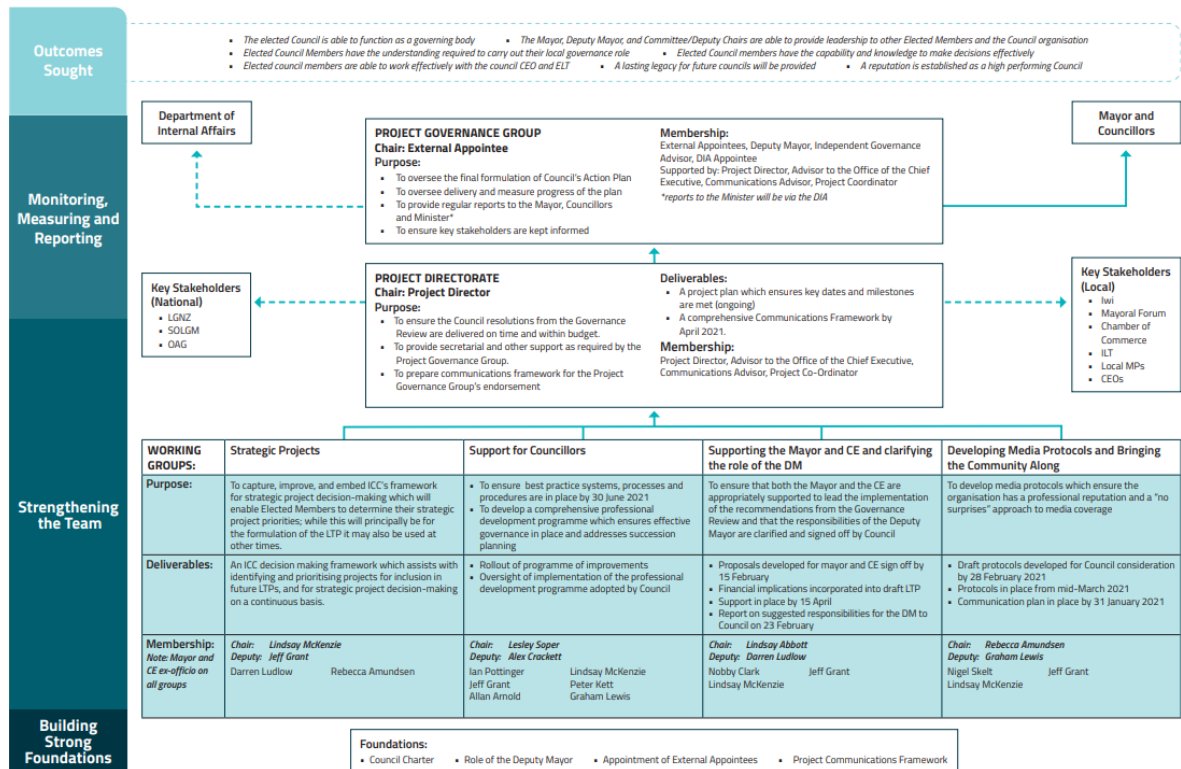 Outcomes
Sought
▪ The elected Council is able to function as a governing body ▪ The Mayor, Deputy Mayor, and Committee/Deputy Chairs are able to provide leadership to other Elected Members and the Council organisation
▪ Elected Council Members have the understanding required to carry out their local governance role ▪ Elected Council members have the capability and knowledge to make decisions effectively
▪ Elected council members are able to work effectively with the council CEO and ELT ▪ A lasting legacy for future councils will be provided ▪ A reputation is established as a high performing Council
Monitoring,
Measuring and
Reporting
Department of
Internal Affairs
PROJECT GOVERNANCE GROUP
Chair: External Appointee
Purpose:
▪ To oversee the final formulation of Council's Action Plan
▪ To oversee delivery and measure progress of the plan
▪ To provide regular reports to the Mayor, Councillors
and Minister*
▪ To ensure key stakeholders are kept informed
Membership:
External Appointees, Deputy Mayor, Independent Governance
Advisor, DIA Appointee
Supported by: Project Director, Advisor to the Office of the Chief
Executive, Communications Advisor, Project Coordinator
*reports to the Minister will be via the DIA
Mayor and
Councillors
Key Stakeholders
(National)
▪ LGNZ
▪ SOLGM
▪ OAG
PROJECT DIRECTORATE
Chair: Project Director
Purpose:
▪ To ensure the Council resolutions from the Governance
Review are delivered on time and within budget.
▪ To provide secretarial and other support as required by the
Project Governance Group.
▪ To prepare communications framework for the Project
Governance Group's endorsement
Deliverables:
▪ A project plan which ensures key dates and milestones
are met (ongoing)
▪ A comprehensive Communications Framework by
April 2021.
Membership:
Project Director, Advisor to the Office of the Chief Executive,
Communications Advisor, Project Co-Ordinator
Key Stakeholders
(Local)
▪ Iwi
▪ Mayoral Forum
▪ Chamber of
Commerce
▪ ILT
▪ Local MPs
▪ CEOs
Strengthening
the Team
WORKING
GROUPS:
Strategic Projects
Support for Councillors
Supporting the Mayor and CE and clarifying
the role of the DM
Developing Media Protocols and Bringing
the Community Along
Purpose:
To capture, improve, and embed ICC's framework
for strategic project decision-making which will
enable Elected Members to determine their strategic
project priorities; while this will principally be for
the formulation of the LTP it may also be used at
other times.
▪ To ensure best practice systems, processes and
procedures are in place by 30 June 2021
▪ To develop a comprehensive professional
development programme which ensures effective
governance in place and addresses succession
planning
To ensure that both the Mayor and the CE are
appropriately supported to lead the implementation
of the recommendations from the Governance
Review and that the responsibilities of the Deputy
Mayor are clarified and signed off by Council
To develop media protocols which ensure the
organisation has a professional reputation and a "no
surprises" approach to media coverage
Deliverables:
An ICC decision making framework which assists with
identifying and prioritising projects for inclusion in
future LTPs, and for strategic project decision-making
on a continuous basis.
▪ Rollout of programme of improvements
▪ Oversight of implementation of the professional
development programme adopted by Council
▪ Proposals developed for mayor and CE sign off by
15 February
▪ Financial implications incorporated into draft LTP
▪ Support in place by 15 April
▪ Report on suggested responsibilities for the DM to
Council on 23 February
▪ Draft protocols developed for Council consideration
by 28 February 2021
▪ Protocols in place from mid-March 2021
▪ Communication plan in place by 31 January 2021
Membership:
Note: Mayor and
CE ex-officio on
all groups
Chair: Lindsay McKenzie
Deputy: Jeff Grant
Darren Ludlow Rebecca Amundsen
Chair: Lesley Soper
Deputy: Alex Crackett
Ian Pottinger Lindsay McKenzie
Jeff Grant Peter Kett
Allan Arnold Graham Lewis
Chair: Lindsay Abbott
Deputy: Darren Ludlow
Nobby Clark Jeff Grant
Lindsay McKenzie
Chair: Rebecca Amundsen
Deputy: Graham Lewis
Nigel Skelt Jeff Grant
Lindsay McKenzie
Building
Strong
Foundations
Foundations:
▪ Council Charter ▪ Role of the Deputy Mayor ▪ Appointment of External Appointees ▪ Project Communications Framework